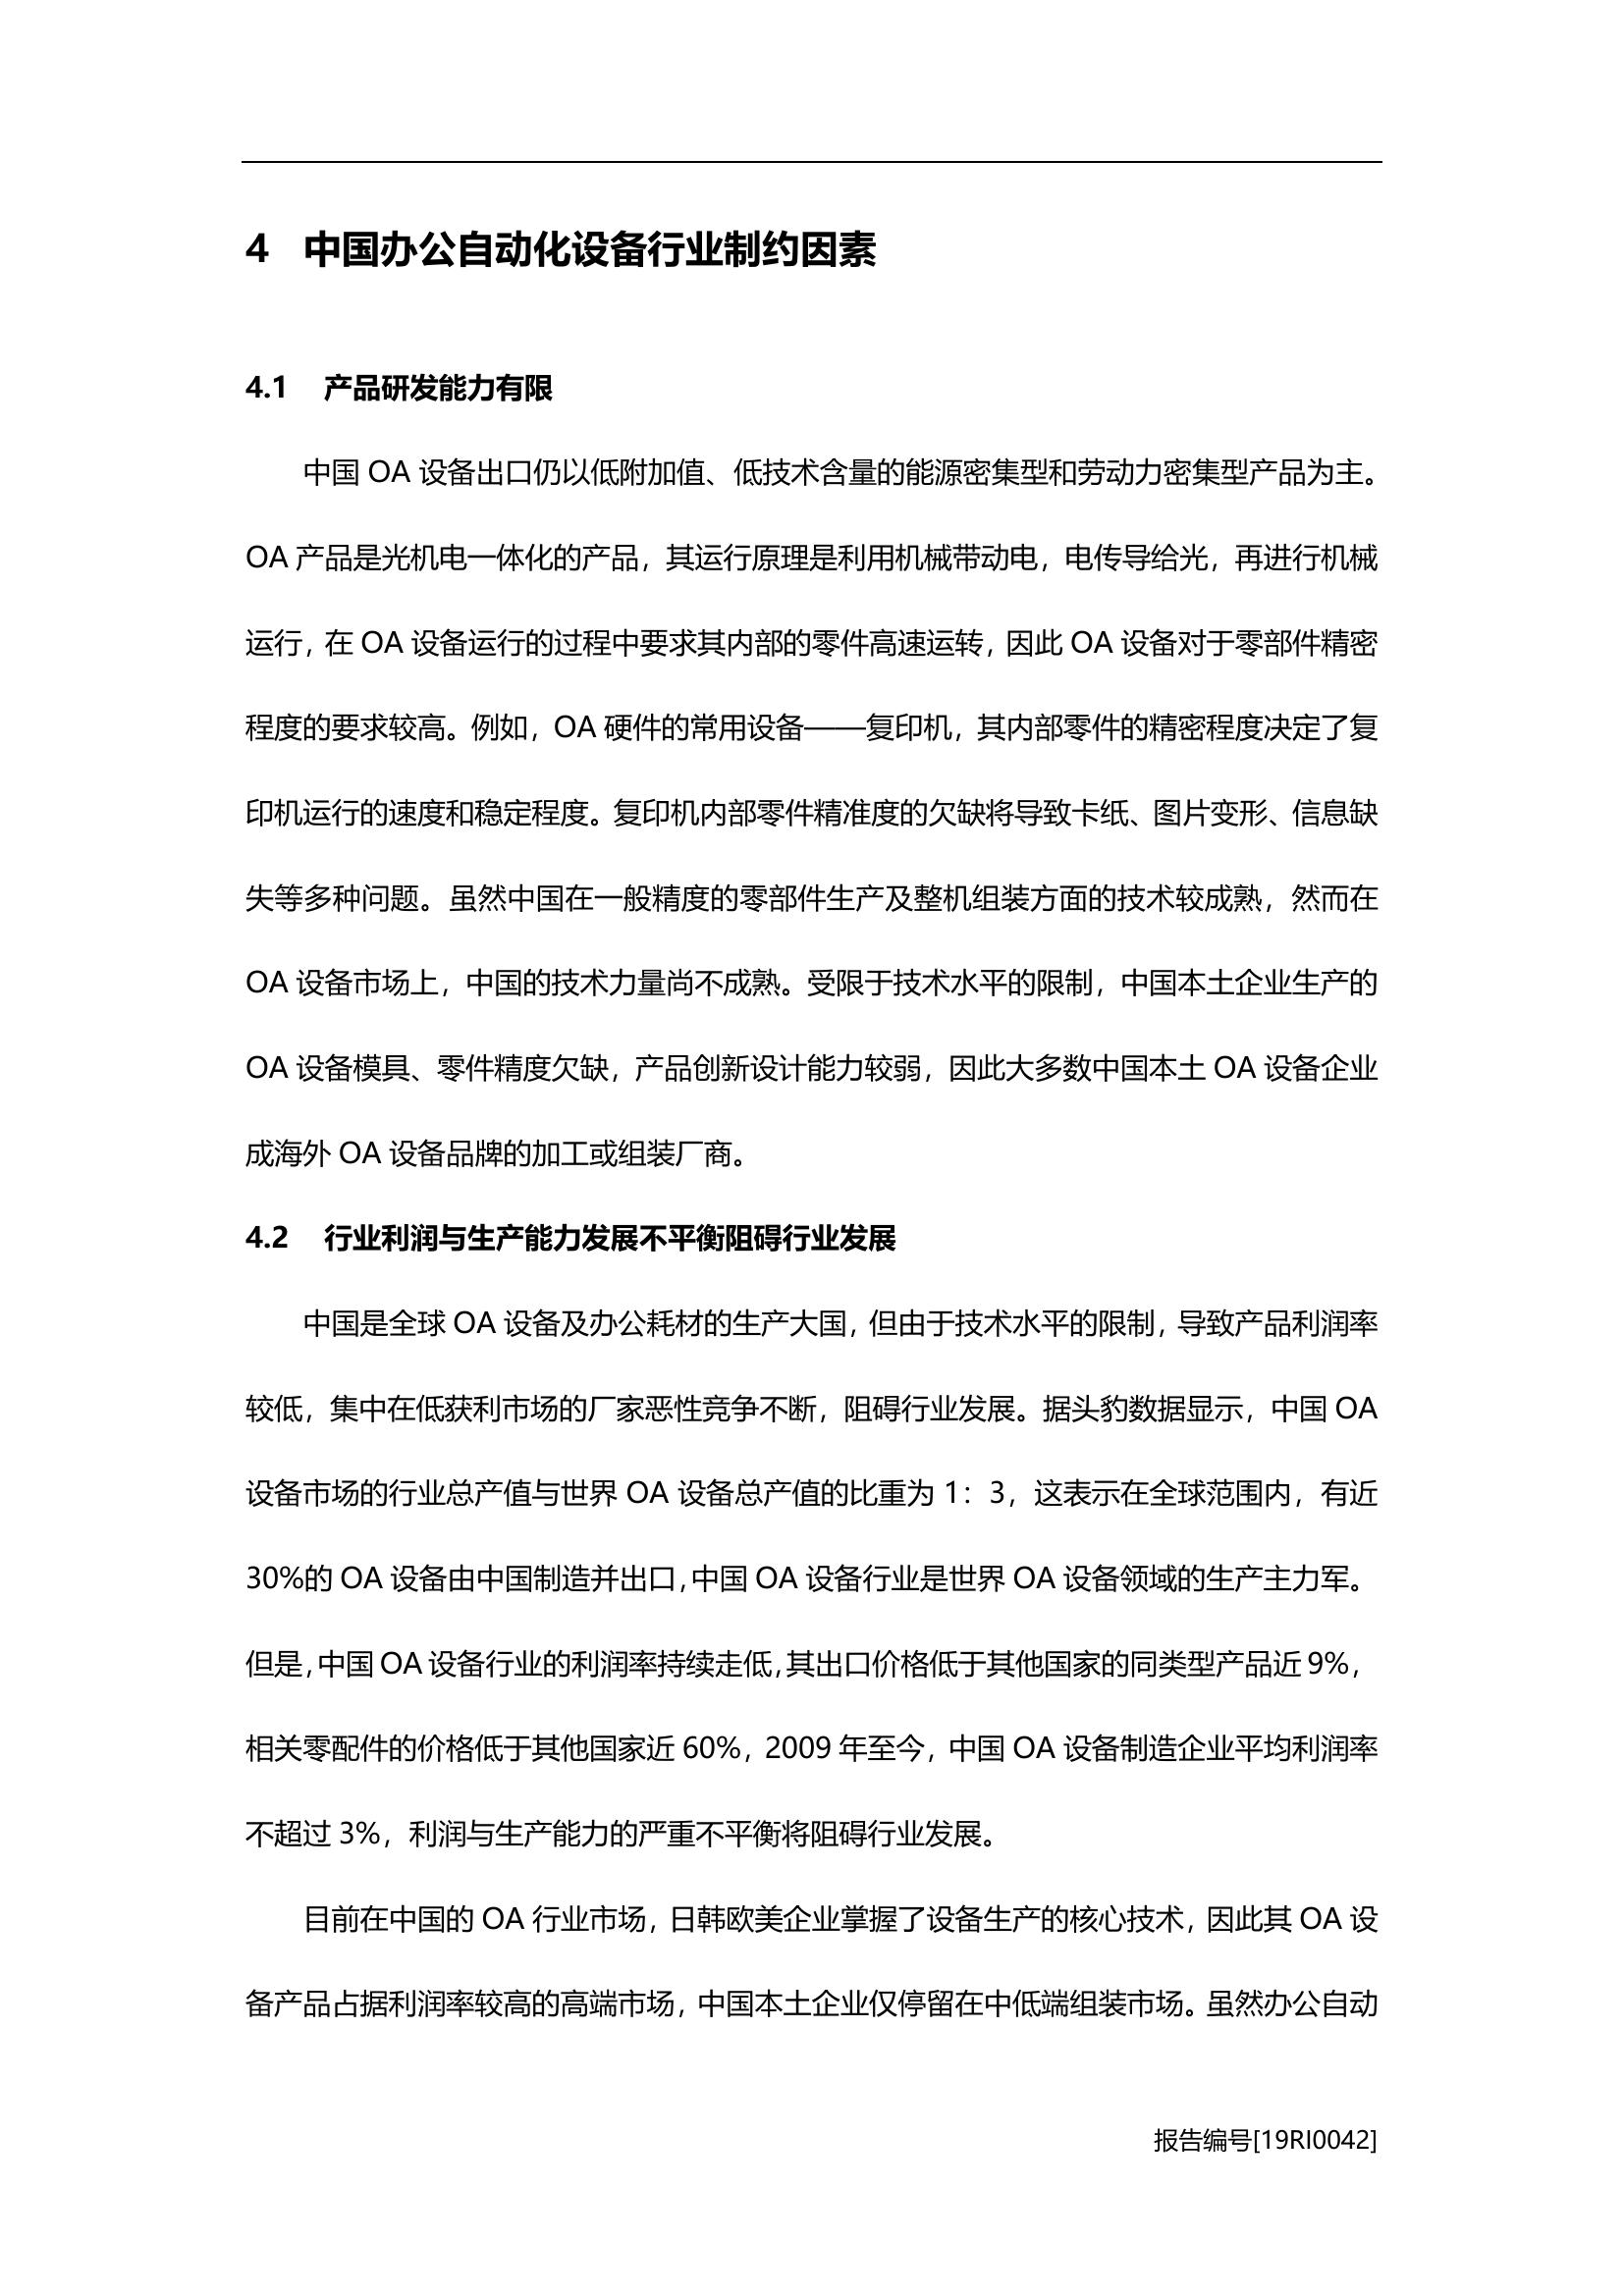 4 中国办公自动化设备行业制约因素
4.1 产品研发能力有限
中国 OA 设备出口仍以低附加值、低技术含量的能源密集型和劳动力密集型产品为主。
OA 产品是光机电一体化的产品，其运行原理是利用机械带动电，电传导给光，再进行机械
运行，在 OA 设备运行的过程中要求其内部的零件高速运转，因此 OA 设备对于零部件精密
程度的要求较高。例如，OA 硬件的常用设备——复印机，其内部零件的精密程度决定了复
印机运行的速度和稳定程度。复印机内部零件精准度的欠缺将导致卡纸、图片变形、信息缺
失等多种问题。虽然中国在一般精度的零部件生产及整机组装方面的技术较成熟，然而在
OA 设备市场上，中国的技术力量尚不成熟。受限于技术水平的限制，中国本土企业生产的
OA 设备模具、零件精度欠缺，产品创新设计能力较弱，因此大多数中国本土 OA 设备企业
成海外 OA 设备品牌的加工或组装厂商。
4.2 行业利润与生产能力发展不平衡阻碍行业发展
中国是全球 OA 设备及办公耗材的生产大国，但由于技术水平的限制，导致产品利润率
较低，集中在低获利市场的厂家恶性竞争不断，阻碍行业发展。据头豹数据显示，中国 OA
设备市场的行业总产值与世界 OA 设备总产值的比重为 1：3，这表示在全球范围内，有近
30%的 OA 设备由中国制造并出口，中国 OA 设备行业是世界 OA 设备领域的生产主力军。
但是，中国 OA 设备行业的利润率持续走低，其出口价格低于其他国家的同类型产品近 9%，
相关零配件的价格低于其他国家近 60%，2009 年至今，中国 OA 设备制造企业平均利润率
不超过 3%，利润与生产能力的严重不平衡将阻碍行业发展。
目前在中国的 OA 行业市场，日韩欧美企业掌握了设备生产的核心技术，因此其 OA 设
备产品占据利润率较高的高端市场，中国本土企业仅停留在中低端组装市场。虽然办公自动
报告编号[19RI0042]